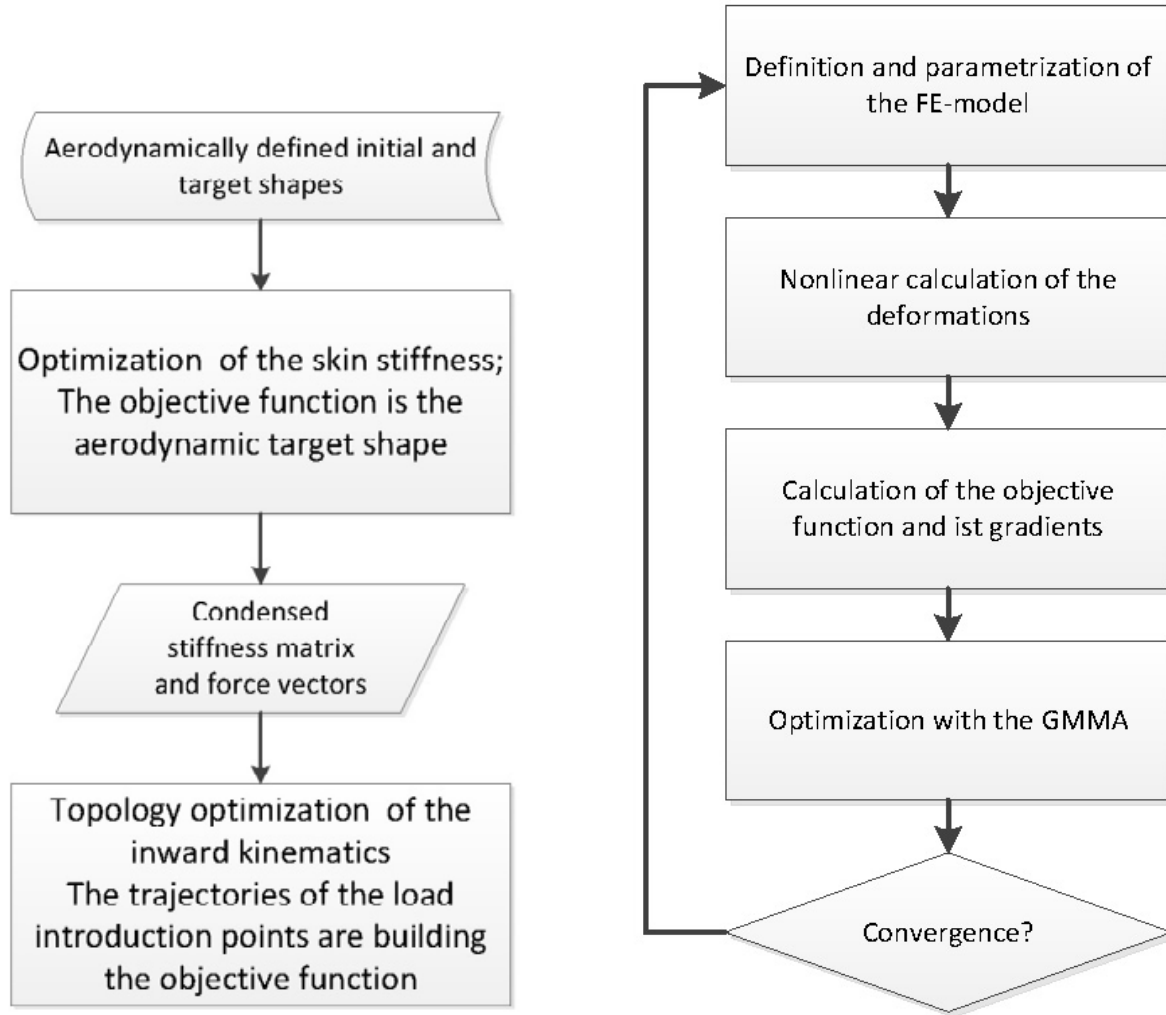 Aerodynamically defined initial and
target shapes
Optimization of the skin stiffness;
The objective function is the
aerodynamic target shape
Condensed
stiffness matrix
and force vectors
Topology optimization of the
inward kinematics
The trajectories of the load
introduction points are building
the objective function
Definition and parametrization of
the FE-model
Nonlinear calculation of the
deformations
Calculation of the objective
function and ist gradients
Optimization with the GMMA
Convergence?